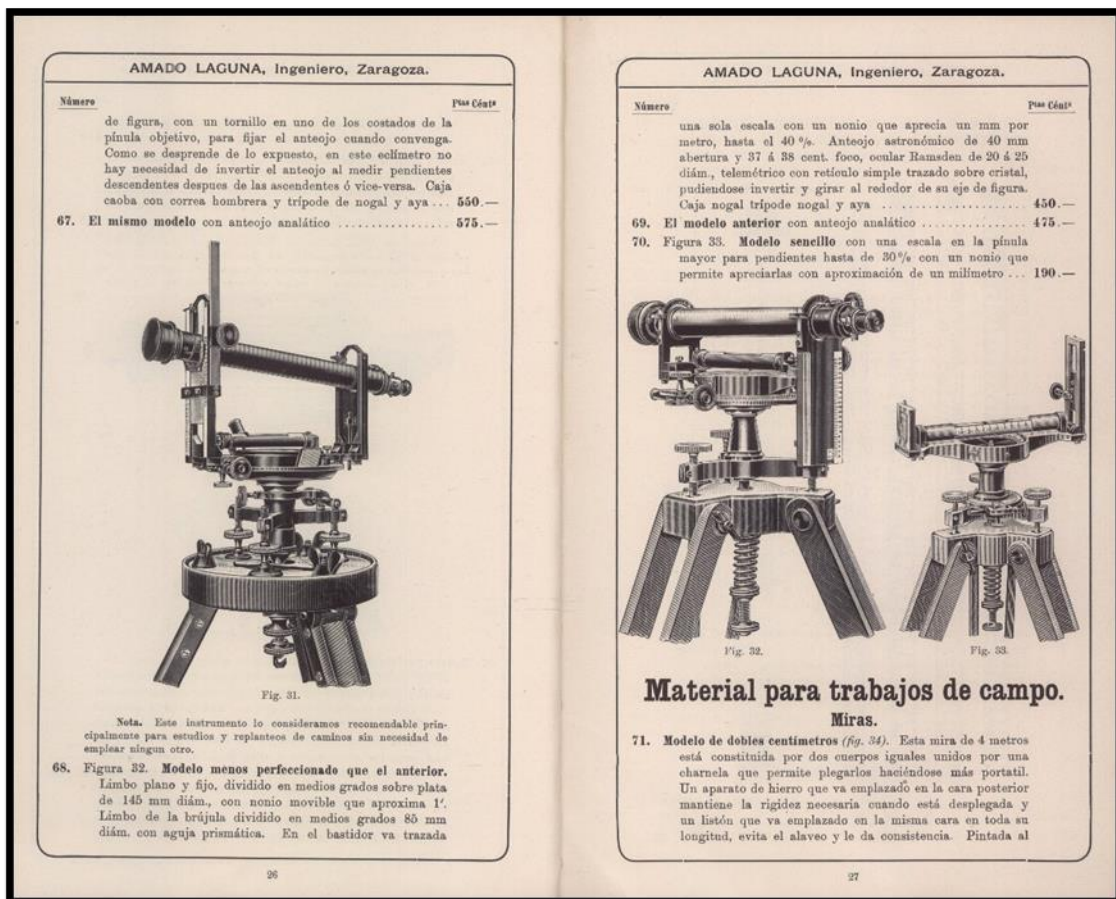 AMADO LAGUNA, Ingeniero, Zaragoza.
Número Ptas Cénts
de figura, con un tornillo en uno de los costados de la
pínula objetivo, para fijar el anteojo cuando convenga.
Como se desprende de lo expuesto, en este eclímetro no
hay necesidad de invertir el anteojo al medir pendientes
descendentes despues de las ascendentes ó vice-versa. Caja
caoba con correa hombrera y trípode de nogal y aya ... 550.—
67. El mismo modelo con anteojo analático ................ 575.—
Fig. 31.
Nota. Este instrumento lo consideramos recomendable prin-
cipalmente para estudios y replanteos de caminos sin necesidad de
emplear ningun otro.
68. Figura 32. Modelo menos perfeccionado que el anterior.
Limbo plano y fijo, dividido en medios grados sobre plata
de 145 mm diám., con nonio movible que aproxima 1′.
Limbo de la brújula dividido en medios grados 85 mm
diám. con aguja prismática. En el bastidor va trazada
26
AMADO LAGUNA, Ingeniero, Zaragoza.
Número Ptas Cénts
una sola escala con un nonio que aprecia un mm por
metro, hasta el 40 %. Anteojo astronómico de 40 mm
abertura y 37 á 38 cent. foco, ocular Ramsden de 20 á 25
diám., telemétrico con retículo simple trazado sobre cristal,
pudiendose invertir y girar al rededor de su eje de figura.
Caja nogal trípode nogal y aya .................... 450.—
69. El modelo anterior con anteojo analático ............... 475.—
70. Figura 33. Modelo sencillo con una escala en la pínula
mayor para pendientes hasta de 30% con un nonio que
permite apreciarlas con aproximación de un milímetro ... 190.—
Fig. 32.
Fig. 33.
Material para trabajos de campo.
Miras.
71. Modelo de dobles centímetros (fig. 34). Esta mira de 4 metros
está constituida por dos cuerpos iguales unidos por una
charnela que permite plegarlos haciéndose más portatil.
Un aparato de hierro que va emplazado en la cara posterior
mantiene la rigidez necesaria cuando está desplegada y
un listón que va emplazado en la misma cara en toda su
longitud, evita el alaveo y le da consistencia. Pintada al
27